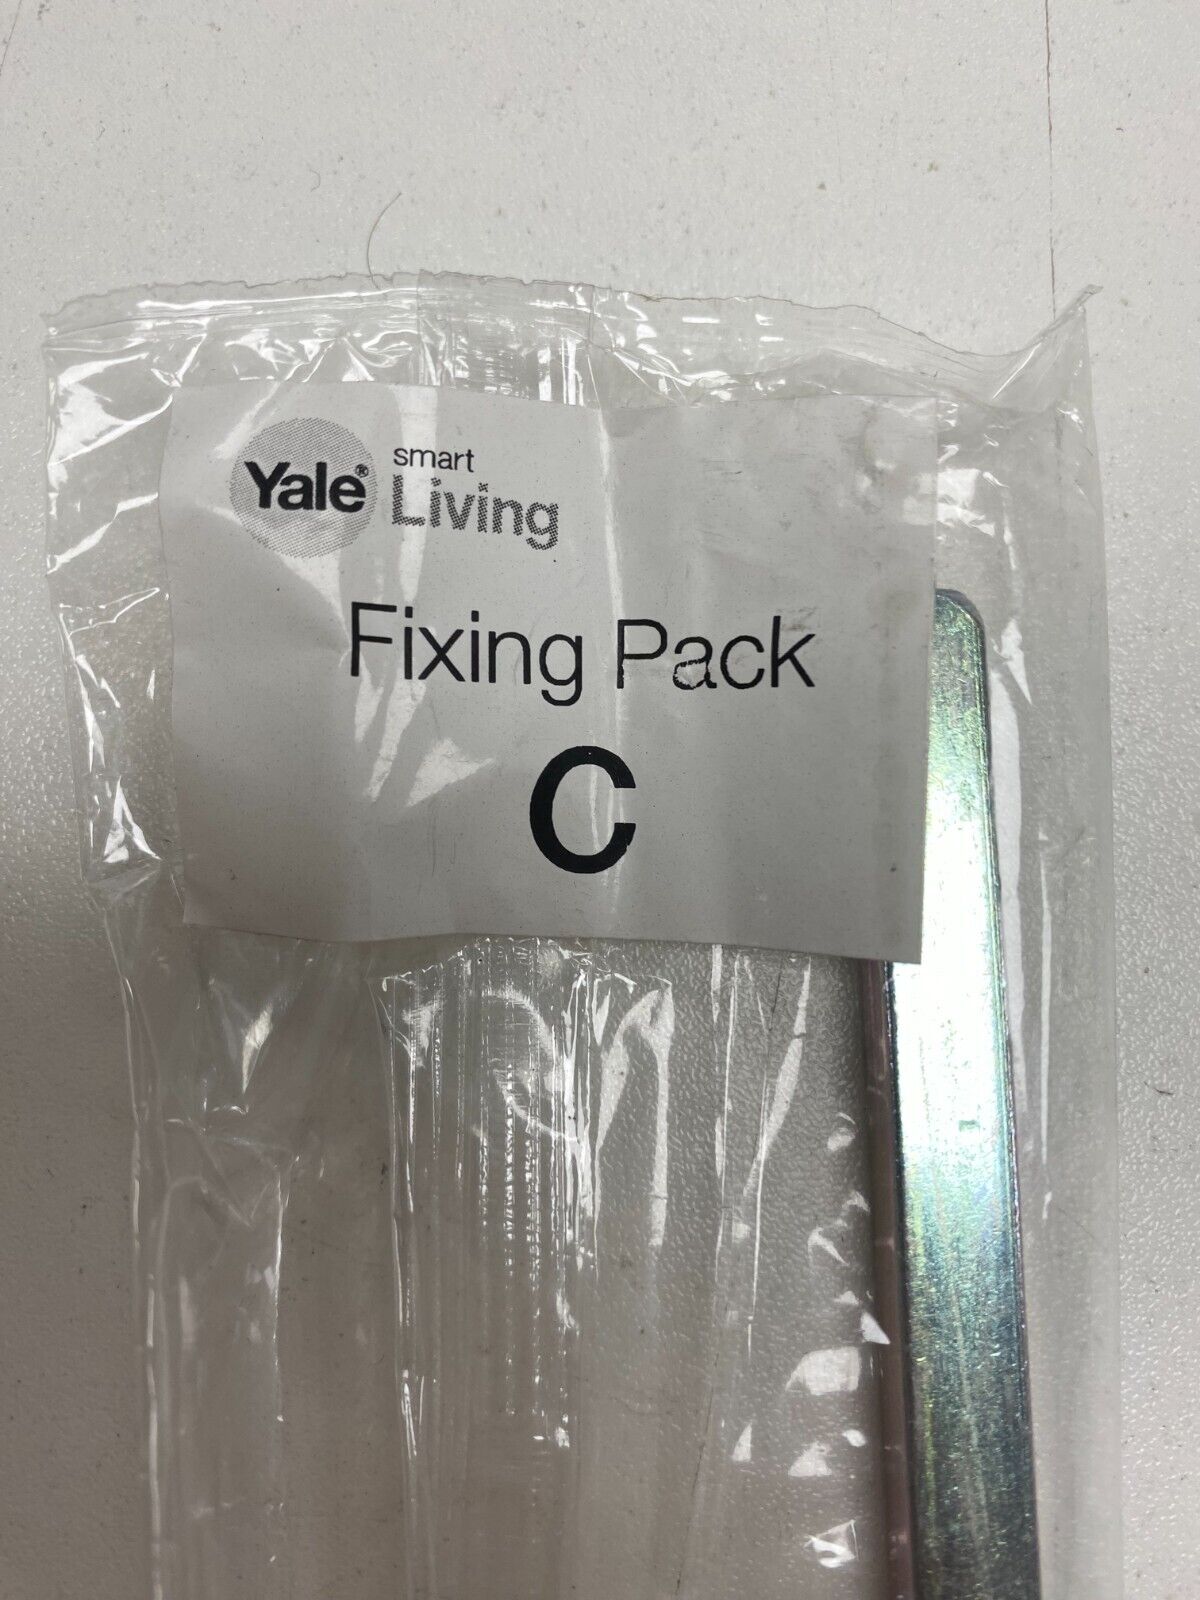 Yale®
smart
Living
Fixing Pack
C